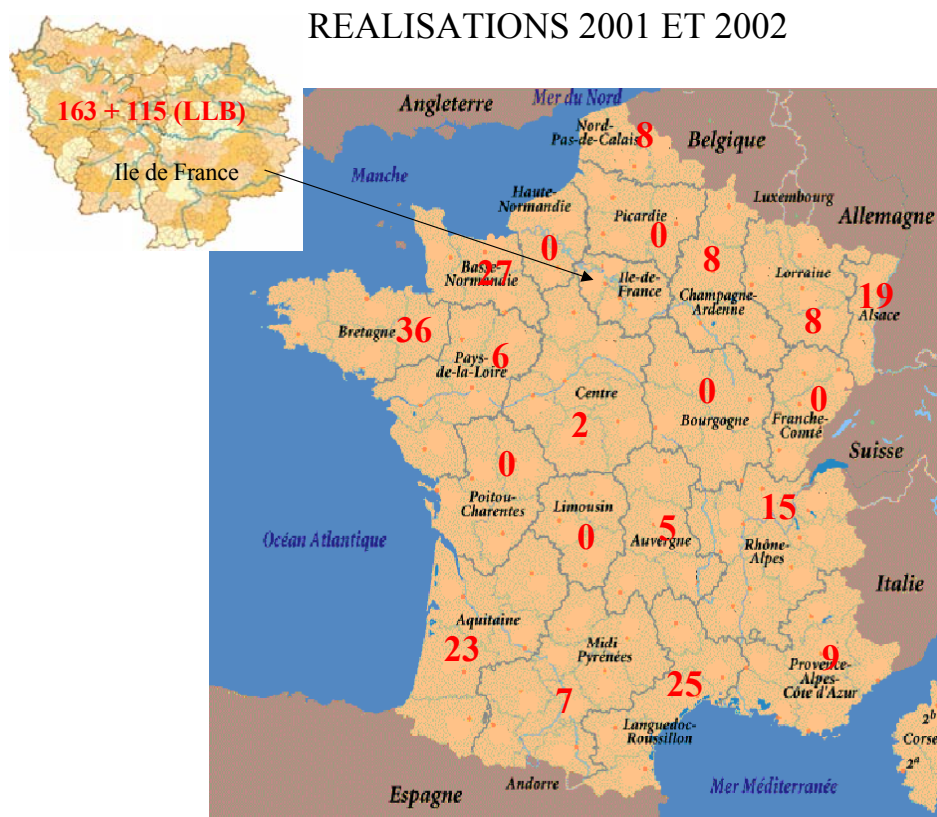 REALISATIONS 2001 ET 2002
163 + 115 (LLB)
Ile de France
Angleterre
Mer du Nord
Nord-
Pas-de-Calais
8
Belgique
Manche
Luxembourg
Allemagne
Haute-
Normandie
0
Picardie
0
Basse-
Normandie
27
Ile-de-
France
8
Champagne-
Ardenne
Lorraine
8
19
Alsace
Bretagne
36
Pays-
de-la-Loire
6
Centre
2
0
Bourgogne
0
Franche-
Comté
Suisse
0
Poitou-
Charentes
Limousin
0
5
Auvergne
15
Rhône-
Alpes
Océan Atlantique
Italie
Aquitaine
23
Midi
Pyrénées
7
25
Languedoc-
Roussillon
9
Provence-
Alpes-
Côte d'Azur
2b
Corse
2a
Espagne
Andorre
Mer Méditerranée